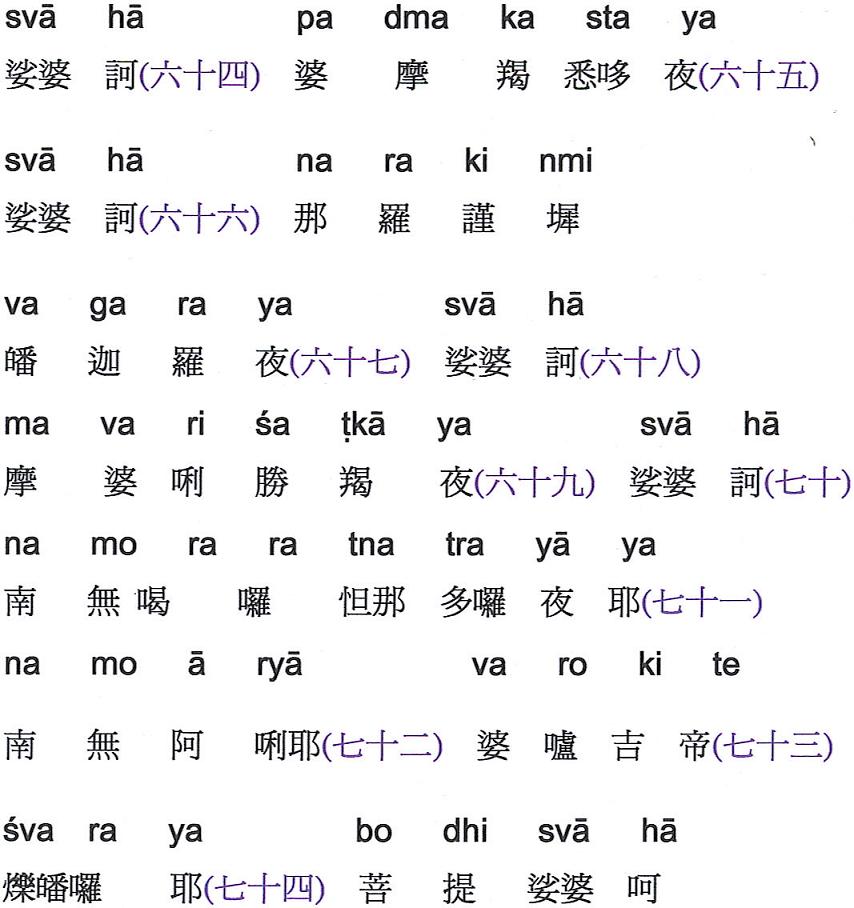 svā hā pa dma ka sta ya
娑婆 訶(六十四) 婆 摩 羯 悉哆 夜(六十五)
svā hā na ra ki nmi
娑婆 訶(六十六) 那 羅 謹 墀
va ga ra ya svā hā
皤 迦 羅 夜(六十七) 娑婆 訶(六十八)
ma va ri śa ṭkā ya svā hā
摩 婆 唎 勝 羯 夜(六十九) 娑婆 訶(七十)
na mo ra ra tna tra yā ya
南 無 喝 囉 怛那 多囉 夜 耶(七十一)
na mo ā ryā va ro ki te
南 無 阿 唎耶(七十二) 婆 嚧 吉 帝(七十三)
śva ra ya bo dhi svā hā
爍皤囉 耶(七十四) 菩 提 娑婆 呵